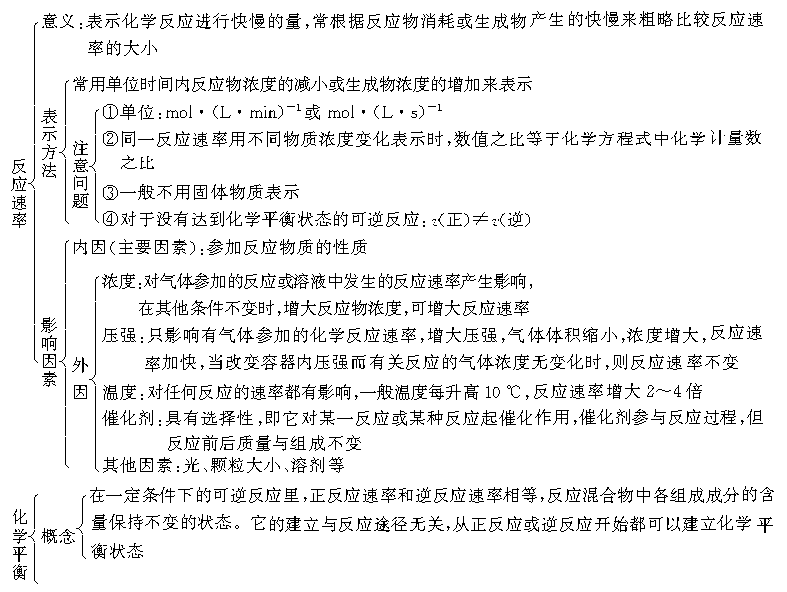 意义:表示化学反应进行快慢的量,常根据反应物消耗或生成物产生的快慢来粗略比较反应速
率的大小
反应速率
表示方法
常用单位时间内反应物浓度的减小或生成物浓度的增加来表示
注意问题
①单位:mol·(L·min)⁻¹或 mol·(L·s)⁻¹
②同一反应速率用不同物质浓度变化表示时,数值之比等于化学方程式中化学计量数
之比
③一般不用固体物质表示
④对于没有达到化学平衡状态的可逆反应:v(正)≠v(逆)
影响因素
内因(主要因素):参加反应物质的性质
外因
浓度:对气体参加的反应或溶液中发生的反应速率产生影响,
在其他条件不变时,增大反应物浓度,可增大反应速率
压强:只影响有气体参加的化学反应速率,增大压强,气体体积缩小,浓度增大,反应速
率加快,当改变容器内压强而有关反应的气体浓度无变化时,则反应速率不变
温度:对任何反应的速率都有影响,一般温度每升高10 ℃,反应速率增大2～4倍
催化剂:具有选择性,即它对某一反应或某种反应起催化作用,催化剂参与反应过程,但
反应前后质量与组成不变
其他因素:光、颗粒大小、溶剂等
化学平衡
概念
在一定条件下的可逆反应里,正反应速率和逆反应速率相等,反应混合物中各组成成分的含
量保持不变的状态。它的建立与反应途径无关,从正反应或逆反应开始都可以建立化学平
衡状态